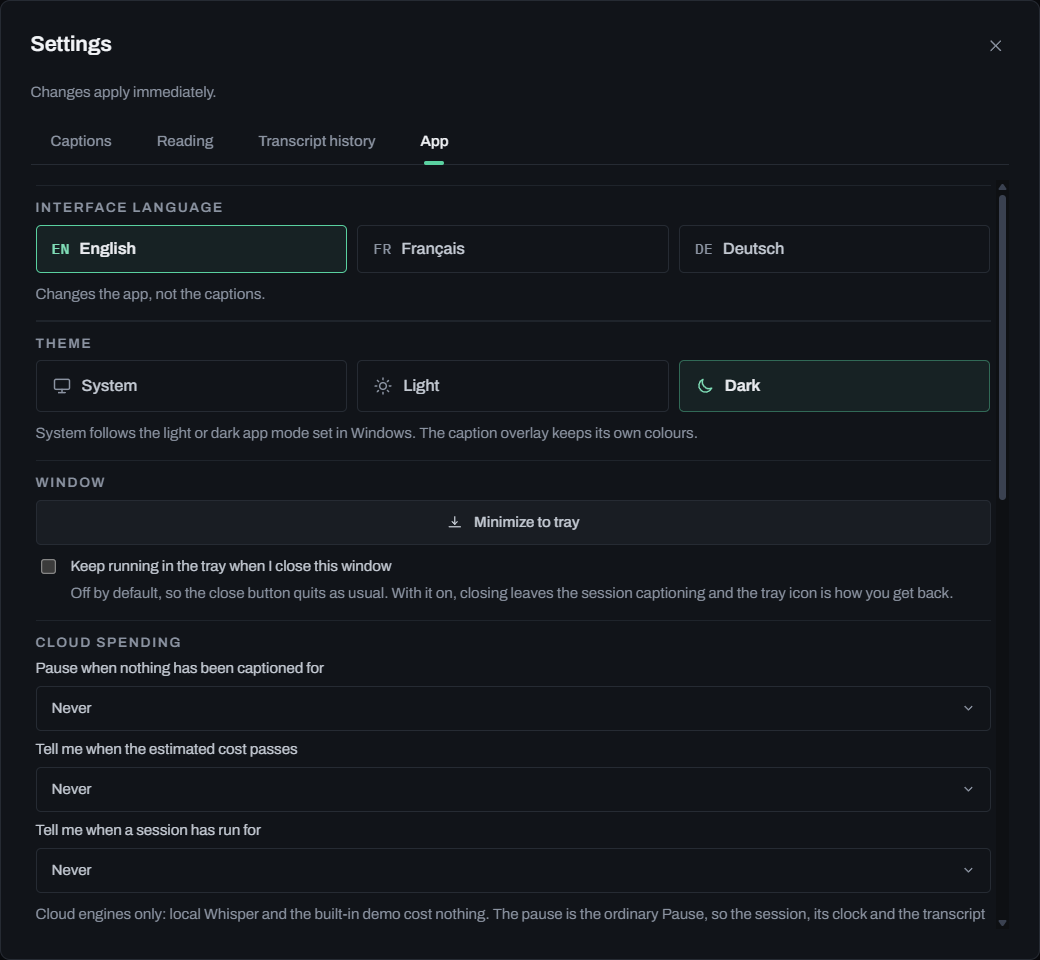 Settings
Changes apply immediately.
Captions Reading Transcript history App
INTERFACE LANGUAGE
EN English FR Français DE Deutsch
Changes the app, not the captions.
THEME
System Light Dark
System follows the light or dark app mode set in Windows. The caption overlay keeps its own colours.
WINDOW
Minimize to tray
Keep running in the tray when I close this window
Off by default, so the close button quits as usual. With it on, closing leaves the session captioning and the tray icon is how you get back.
CLOUD SPENDING
Pause when nothing has been captioned for
Never
Tell me when the estimated cost passes
Never
Tell me when a session has run for
Never
Cloud engines only: local Whisper and the built-in demo cost nothing. The pause is the ordinary Pause, so the session, its clock and the transcript